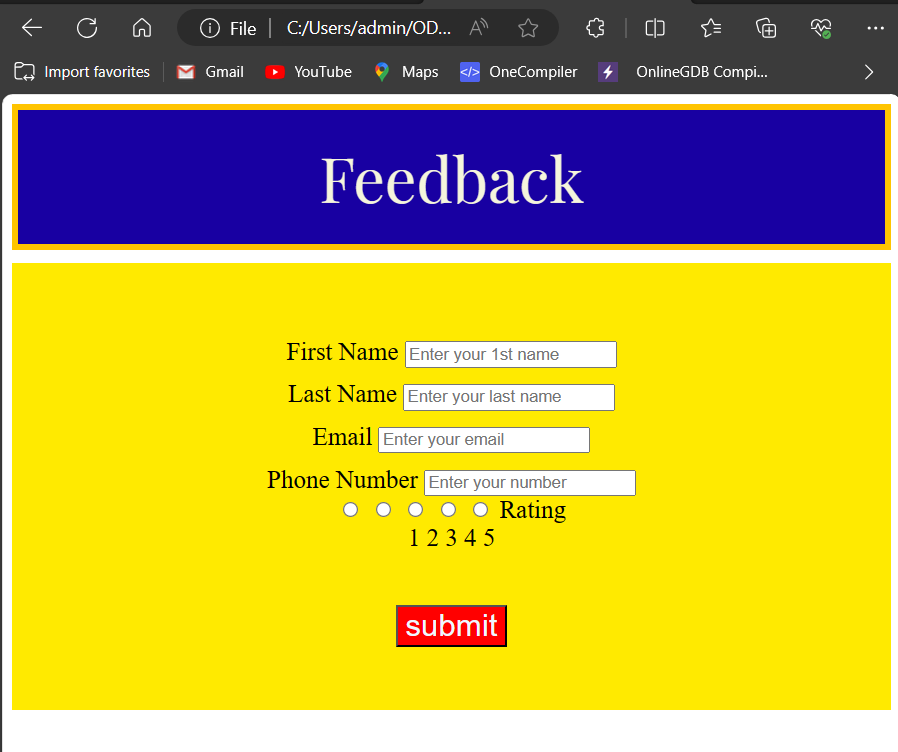 File C:/Users/admin/OD...
Import favorites Gmail YouTube Maps </> OneCompiler OnlineGDB Compi...
Feedback
First Name Enter your 1st name
Last Name Enter your last name
Email Enter your email
Phone Number Enter your number
Rating
1 2 3 4 5
submit